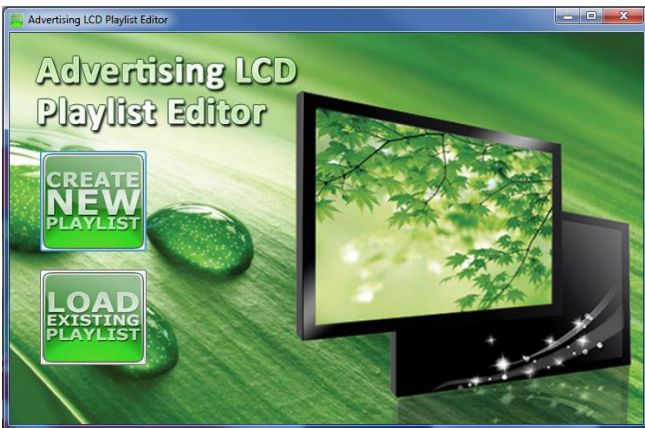 Advertising LCD Playlist Editor
Advertising LCD
Playlist Editor
CREATE
NEW
PLAYLIST
LOAD
EXISTING
PLAYLIST